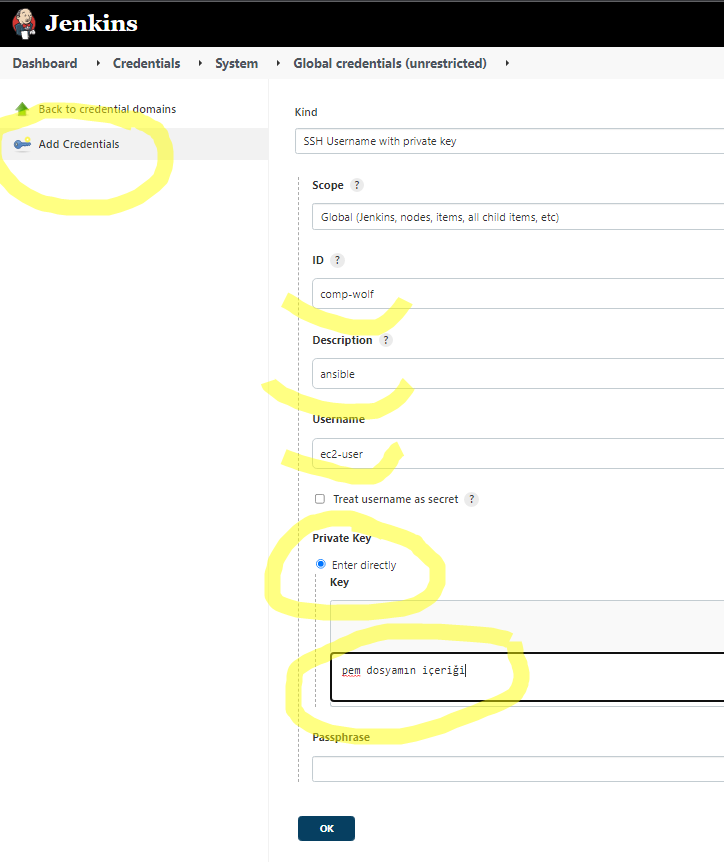 Jenkins
Dashboard Credentials System Global credentials (unrestricted)
Back to credential domains
Add Credentials
Kind
SSH Username with private key
Scope ?
Global (Jenkins, nodes, items, all child items, etc)
ID ?
comp-wolf
Description ?
ansible
Username
ec2-user
Treat username as secret ?
Private Key
Enter directly
Key
pem dosyamın içeriği
Passphrase
OK